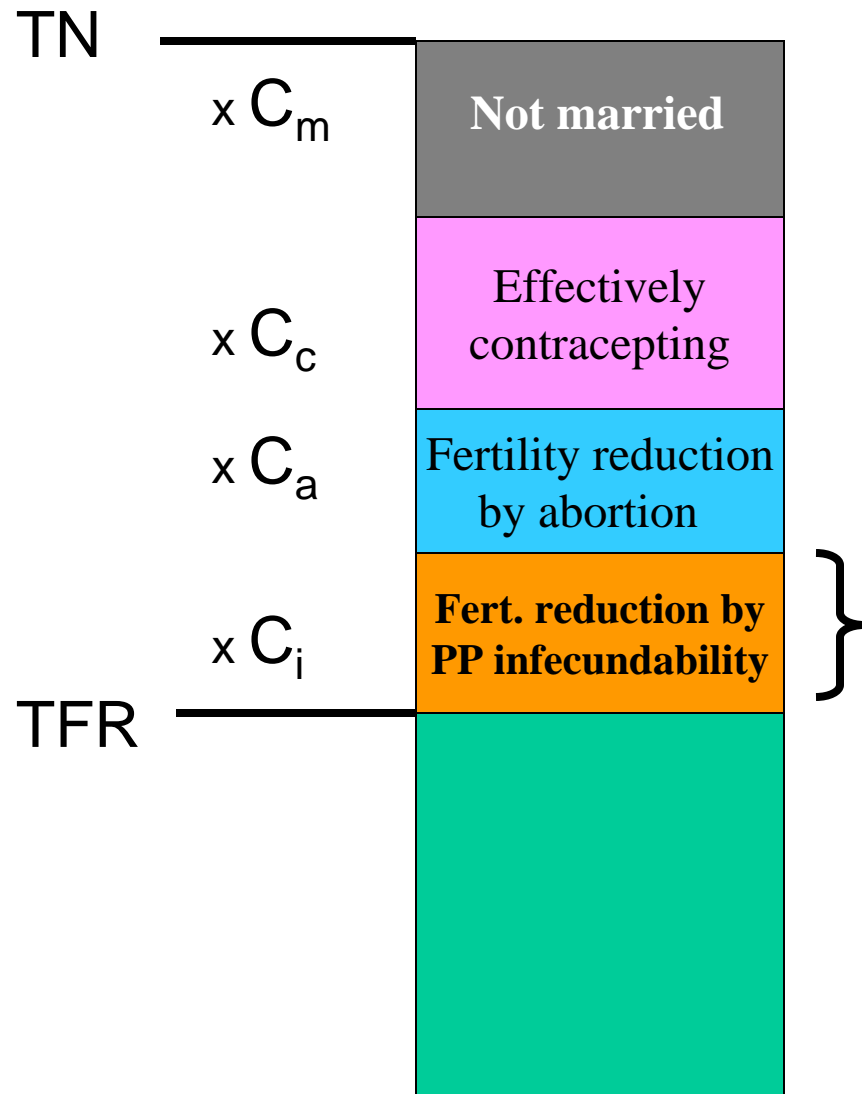 TN
x Cm
Not married
x Cc
Effectively
contracepting
x Ca
Fertility reduction
by abortion
x Ci
Fert. reduction by
PP infecundability
TFR